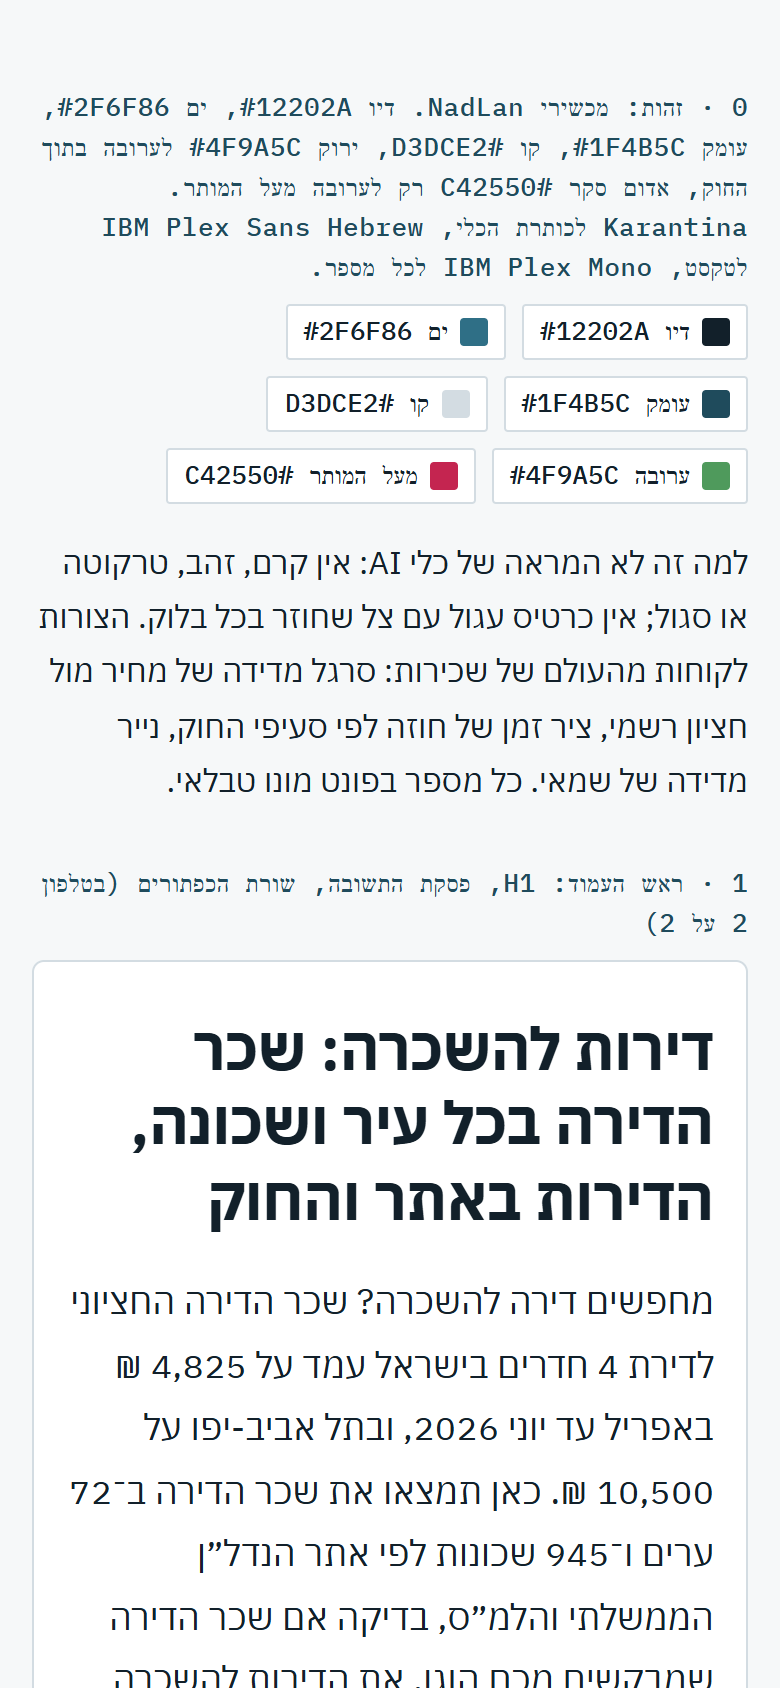 0 · זהות: מכשירי NadLan. דיו #12202A, ים #2F6F86,
עומק #1F4B5C, קו #D3DCE2, ירוק #4F9A5C לערובה בתוך
החוק, אדום סקר #C42550 רק לערובה מעל המותר.
Karantina לכותרת הכלי, IBM Plex Sans Hebrew
לטקסט, IBM Plex Mono לכל מספר.
דיו #12202A
ים #2F6F86
עומק #1F4B5C
קו #D3DCE2
ערובה #4F9A5C
מעל המותר #C42550
למה זה לא המראה של כלי AI: אין קרם, זהב, טרקוטה
או סגול; אין כרטיס עגול עם צל שחוזר בכל בלוק. הצורות
לקוחות מהעולם של שכירות: סרגל מדידה של מחיר מול
חציון רשמי, ציר זמן של חוזה לפי סעיפי החוק, נייר
מדידה של שמאי. כל מספר בפונט מונו טבלאי.
1 · ראש העמוד: H1, פסקת התשובה, שורת הכפתורים (בטלפון
2 על 2)
דירות להשכרה: שכר
הדירה בכל עיר ושכונה,
הדירות באתר והחוק
מחפשים דירה להשכרה? שכר הדירה החציוני
לדירת 4 חדרים בישראל עמד על 4,825 ₪
באפריל עד יוני 2026, ובתל אביב-יפו על
10,500 ₪. כאן תמצאו את שכר הדירה ב־72
ערים ו־945 שכונות לפי אתר הנדל״ן
הממשלתי והלמ״ס, בדיקה אם שכר הדירה
שמבקשים מכם הוגן, את הדירות להשכרה